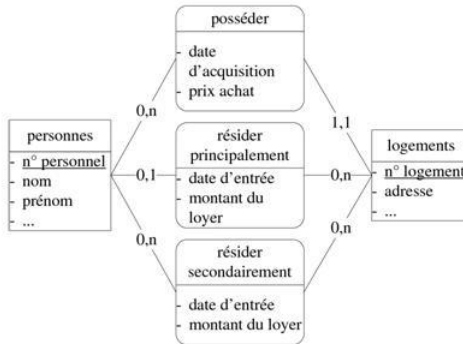 posséder
- date
d'acquisition
- prix achat
0,n
1,1
personnes
- n° personnel
- nom
- prénom
- ...
0,1
résider
principalement
- date d'entrée
- montant du
loyer
0,n
logements
- n° logement
- adresse
- ...
0,n
0,n
résider
secondairement
- date d'entrée
- montant du loyer